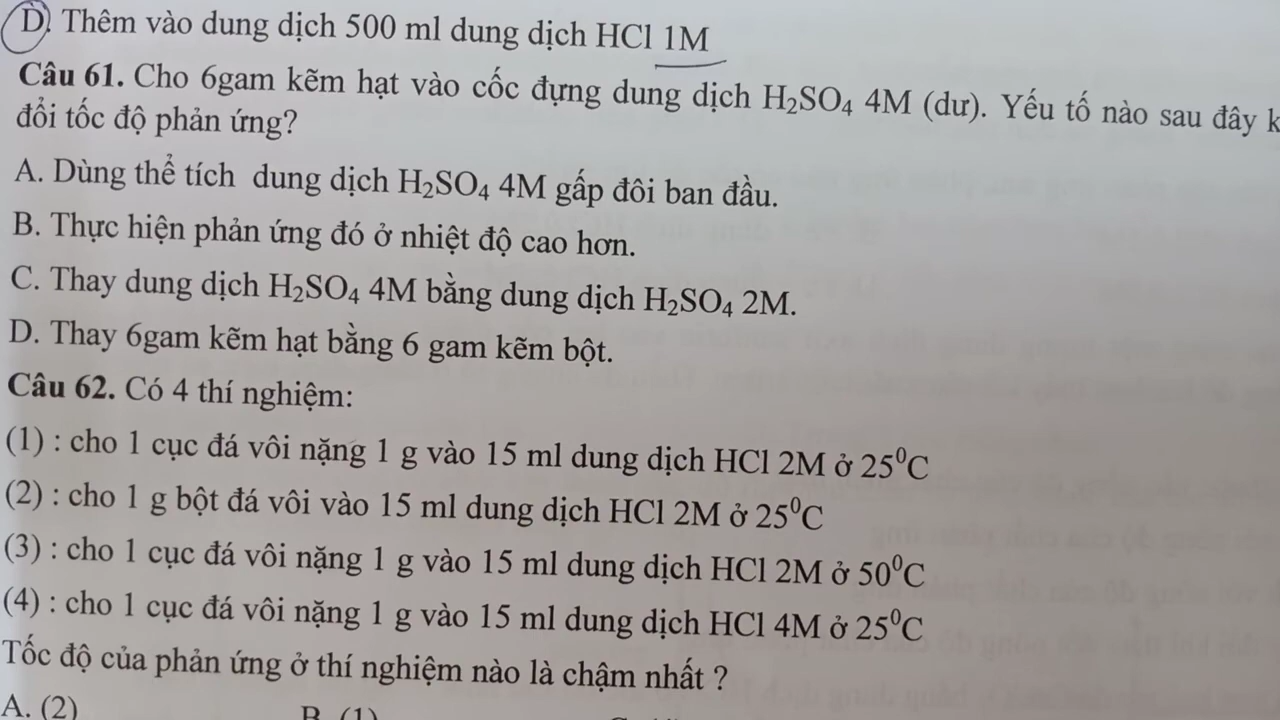 D. Thêm vào dung dịch 500 ml dung dịch HCl 1M
Câu 61. Cho 6gam kẽm hạt vào cốc đựng dung dịch H₂SO₄ 4M (dư). Yếu tố nào sau đây
đổi tốc độ phản ứng?
A. Dùng thể tích dung dịch H₂SO₄ 4M gấp đôi ban đầu.
B. Thực hiện phản ứng đó ở nhiệt độ cao hơn.
C. Thay dung dịch H₂SO₄ 4M bằng dung dịch H₂SO₄ 2M.
D. Thay 6gam kẽm hạt bằng 6 gam kẽm bột.
Câu 62. Có 4 thí nghiệm:
(1) : cho 1 cục đá vôi nặng 1 g vào 15 ml dung dịch HCl 2M ở 25⁰C
(2) : cho 1 g bột đá vôi vào 15 ml dung dịch HCl 2M ở 25⁰C
(3) : cho 1 cục đá vôi nặng 1 g vào 15 ml dung dịch HCl 2M ở 50⁰C
(4) : cho 1 cục đá vôi nặng 1 g vào 15 ml dung dịch HCl 4M ở 25⁰C
Tốc độ của phản ứng ở thí nghiệm nào là chậm nhất ?
A. (2) B. (1)